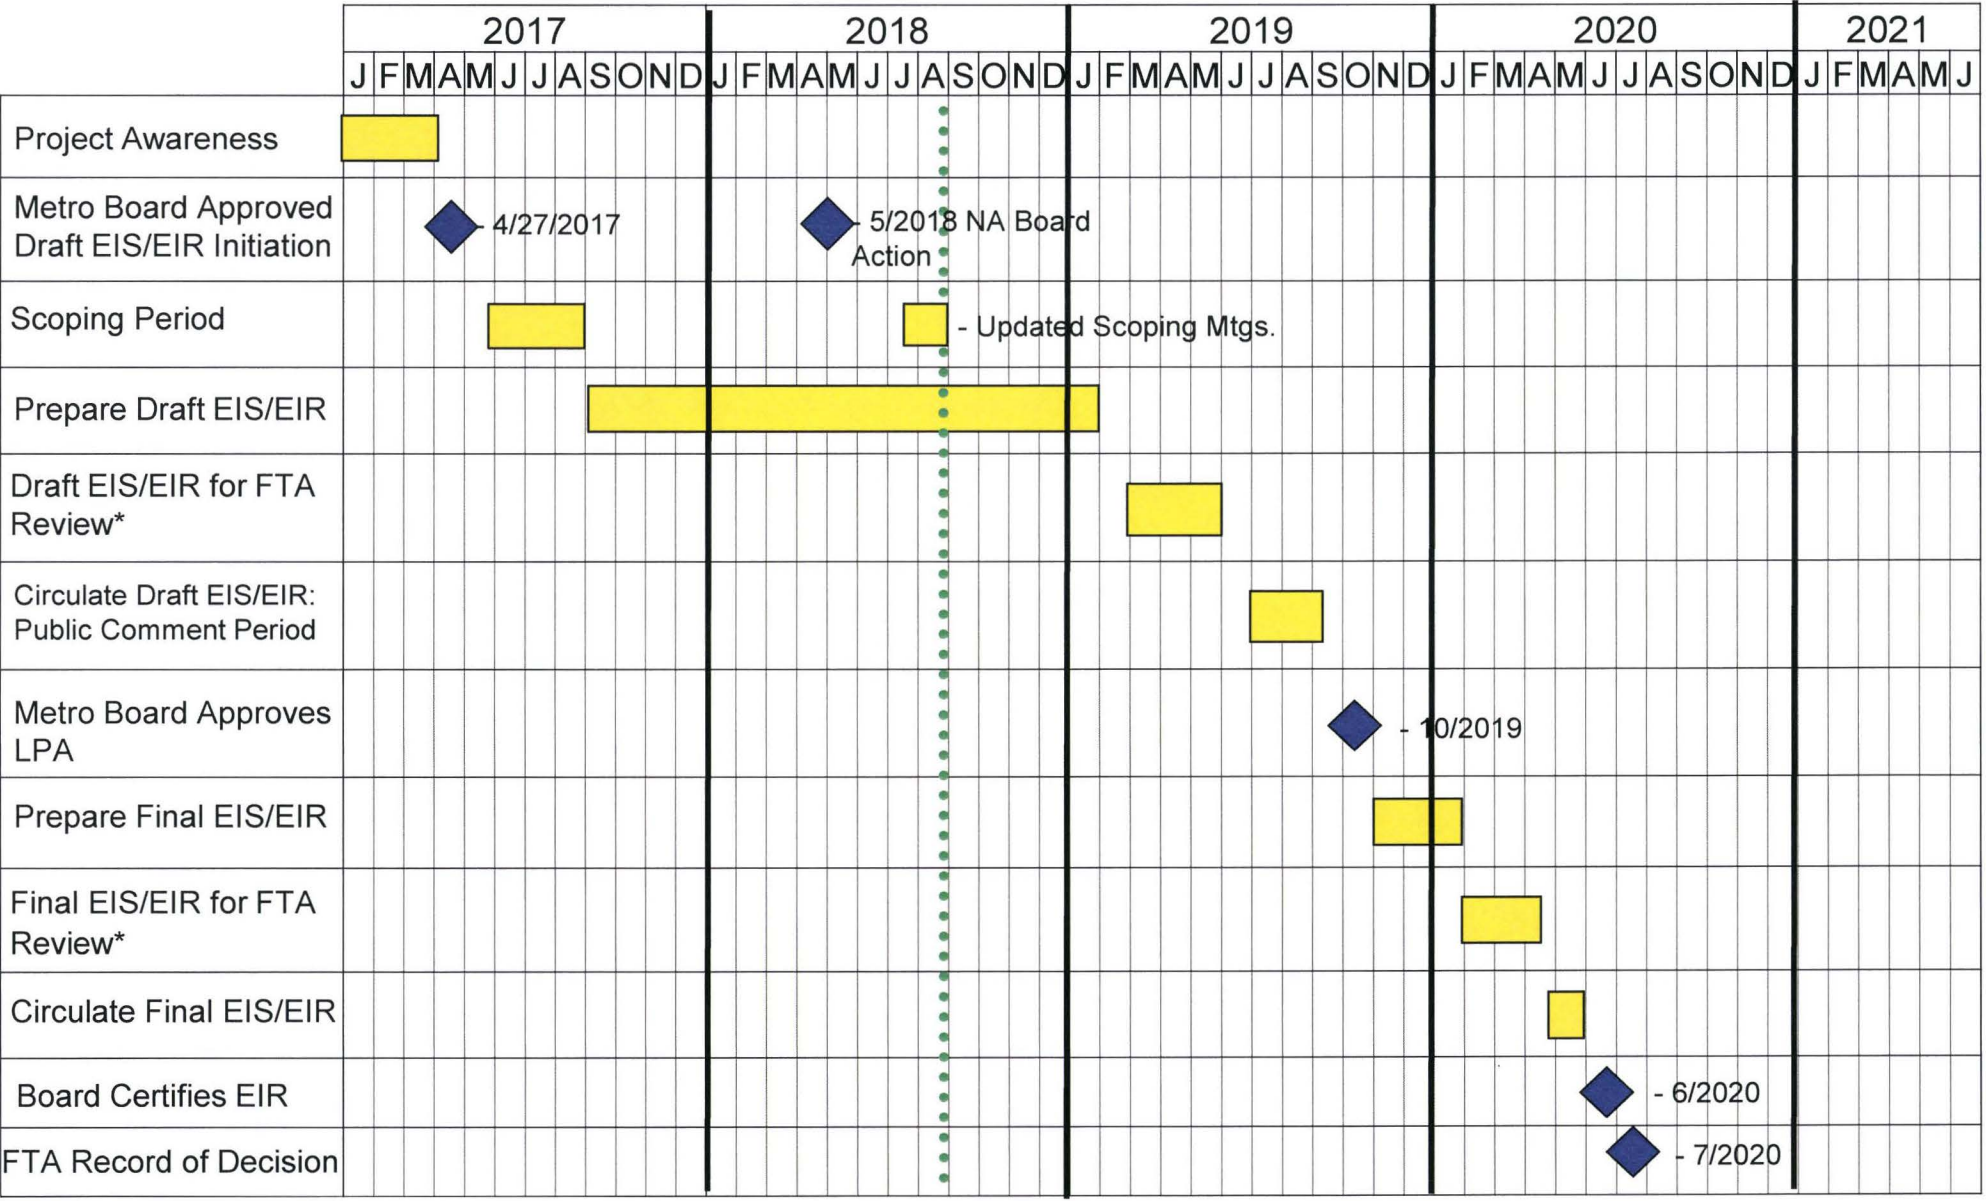 2017 2018 2019 2020 2021
J F M A M J J A S O N D J F M A M J J A S O N D J F M A M J J A S O N D J F M A M J J A S O N D J F M A M J
Project Awareness
Metro Board Approved
Draft EIS/EIR Initiation
- 4/27/2017
- 5/2018 NA Board
Action
Scoping Period
- Updated Scoping Mtgs.
Prepare Draft EIS/EIR
Draft EIS/EIR for FTA
Review*
Circulate Draft EIS/EIR:
Public Comment Period
Metro Board Approves
LPA
- 10/2019
Prepare Final EIS/EIR
Final EIS/EIR for FTA
Review*
Circulate Final EIS/EIR
Board Certifies EIR
- 6/2020
FTA Record of Decision
- 7/2020